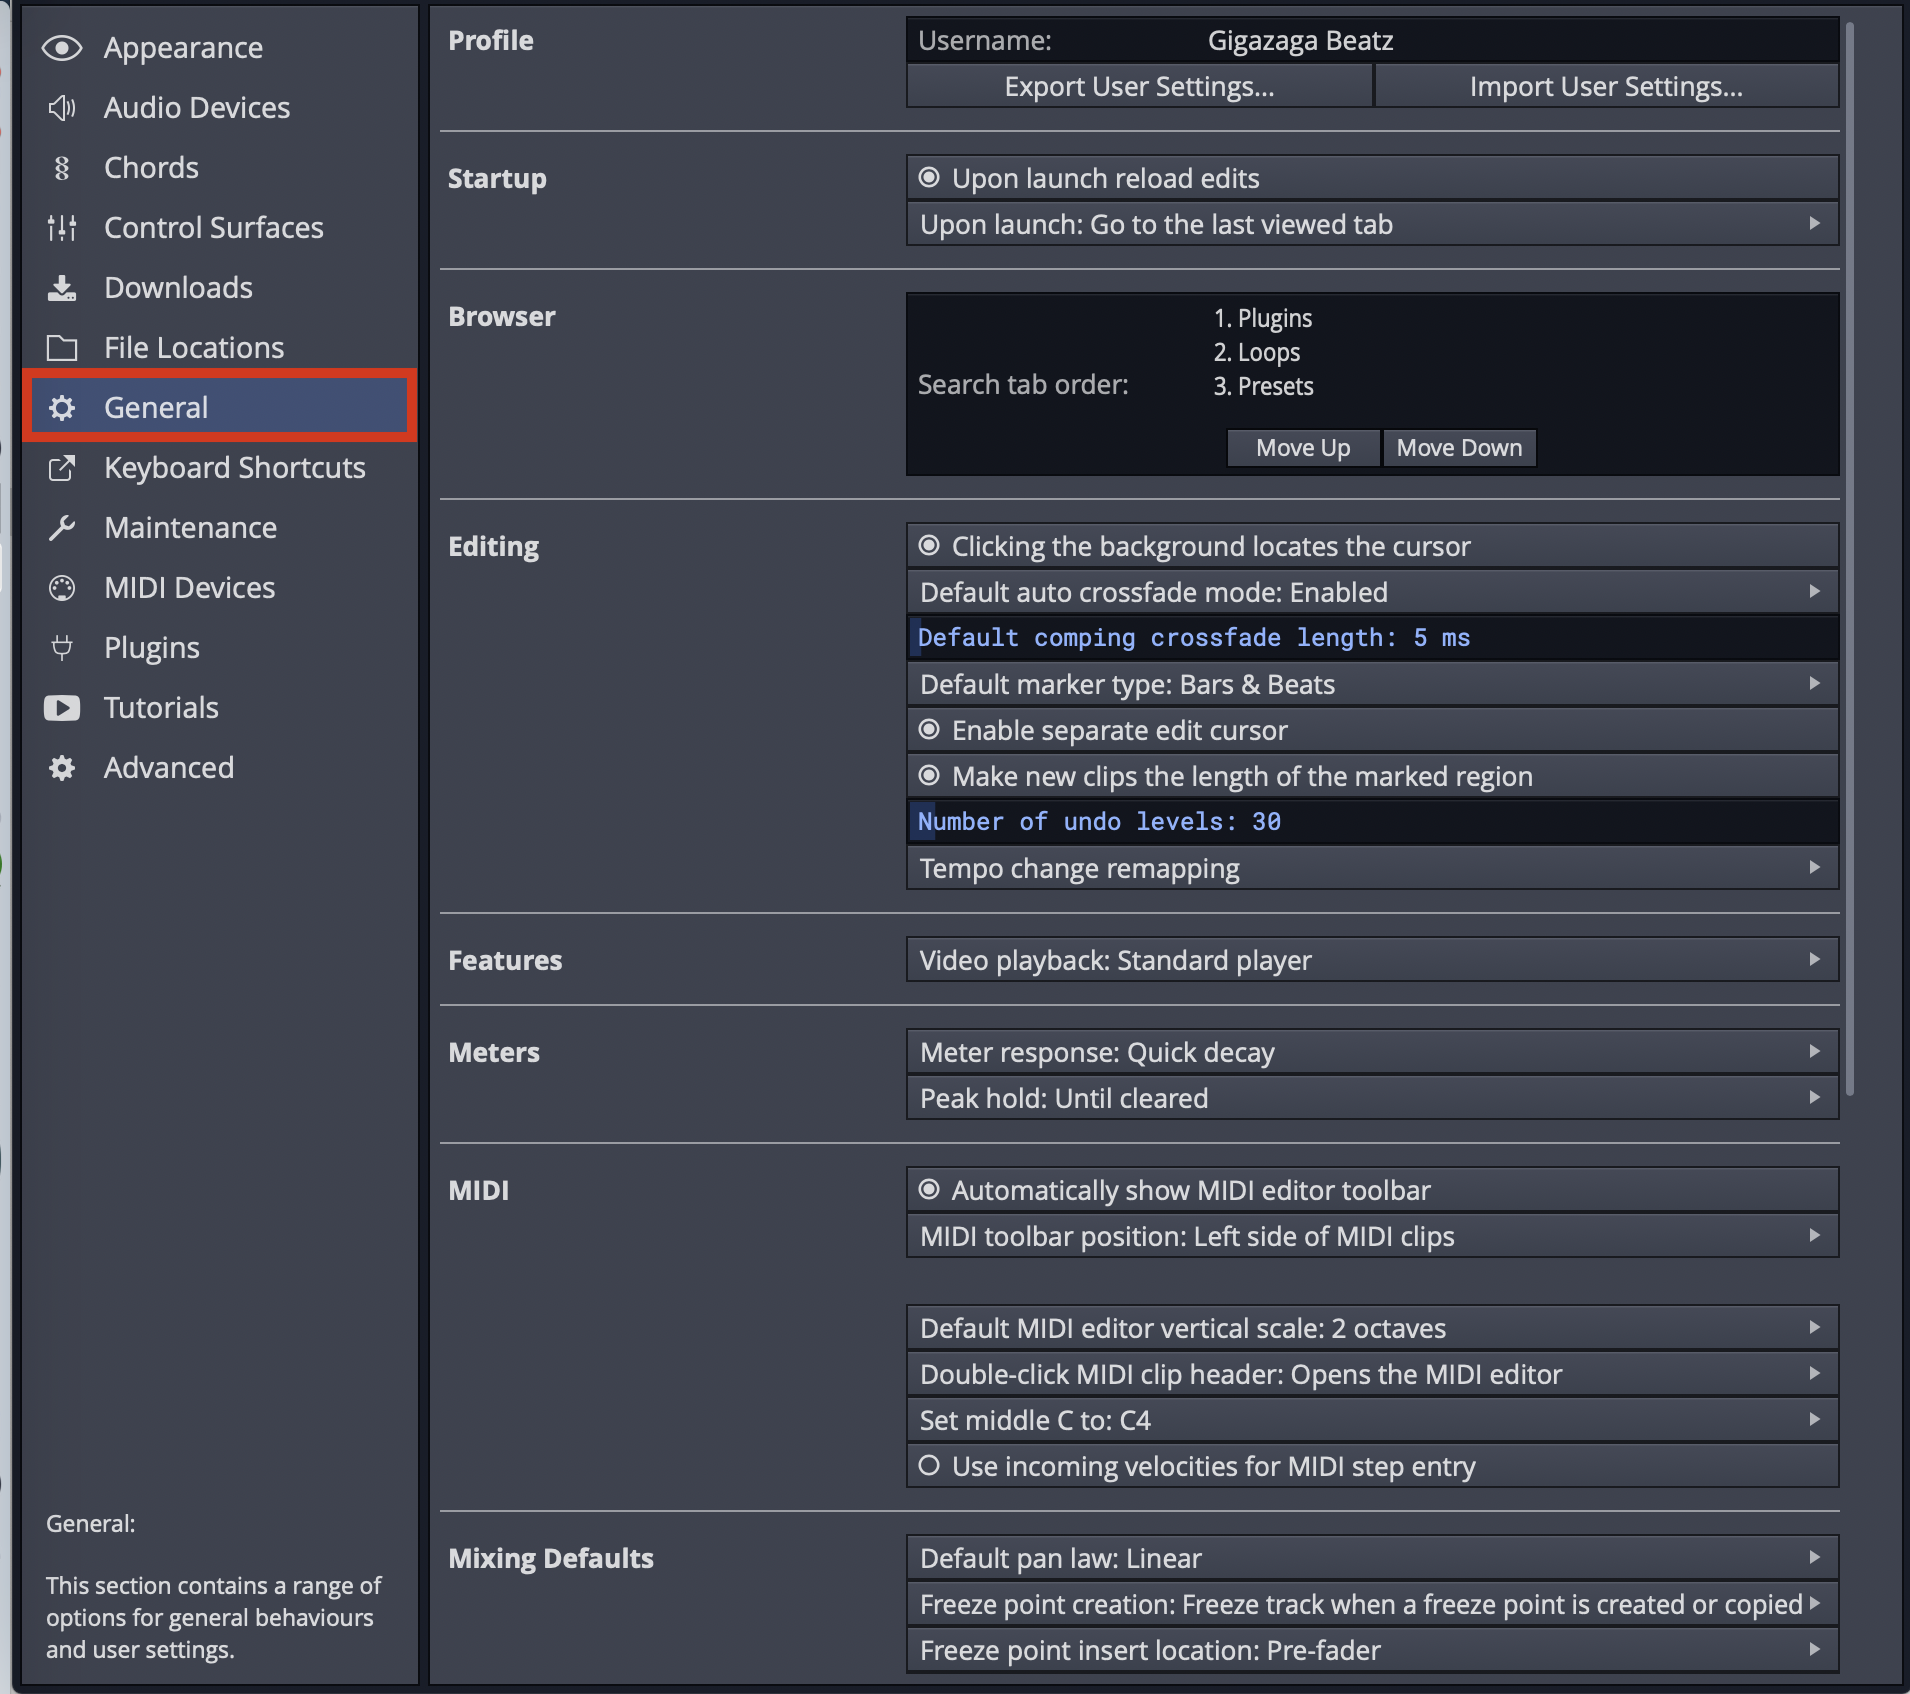 Appearance
Audio Devices
Chords
Control Surfaces
Downloads
File Locations
General
Keyboard Shortcuts
Maintenance
MIDI Devices
Plugins
Tutorials
Advanced
General:
This section contains a range of
options for general behaviours
and user settings.
Profile
Username: Gigazaga Beatz
Export User Settings... Import User Settings...
Startup
Upon launch reload edits
Upon launch: Go to the last viewed tab
Browser
Search tab order:
1. Plugins
2. Loops
3. Presets
Move Up Move Down
Editing
Clicking the background locates the cursor
Default auto crossfade mode: Enabled
Default comping crossfade length: 5 ms
Default marker type: Bars & Beats
Enable separate edit cursor
Make new clips the length of the marked region
Number of undo levels: 30
Tempo change remapping
Features
Video playback: Standard player
Meters
Meter response: Quick decay
Peak hold: Until cleared
MIDI
Automatically show MIDI editor toolbar
MIDI toolbar position: Left side of MIDI clips
Default MIDI editor vertical scale: 2 octaves
Double-click MIDI clip header: Opens the MIDI editor
Set middle C to: C4
Use incoming velocities for MIDI step entry
Mixing Defaults
Default pan law: Linear
Freeze point creation: Freeze track when a freeze point is created or copied
Freeze point insert location: Pre-fader